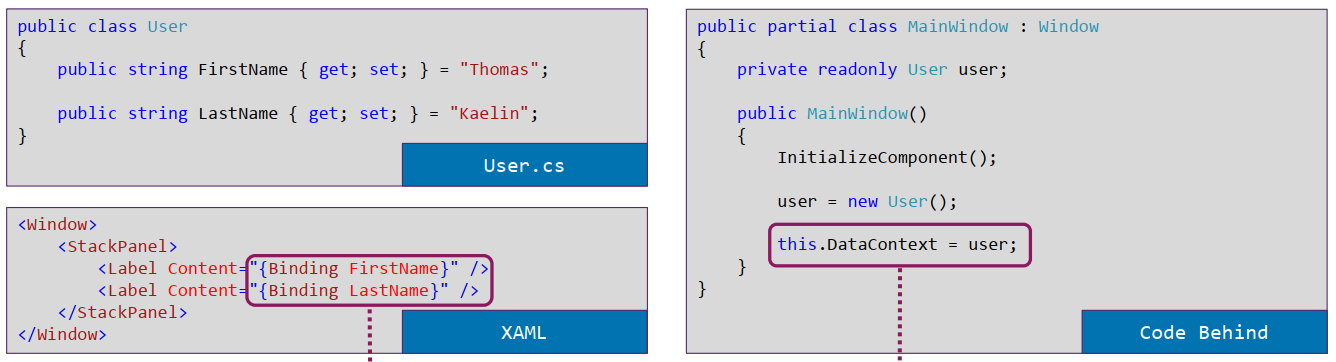 public class User
{
    public string FirstName { get; set; } = "Thomas";
    public string LastName { get; set; } = "Kaelin";
}
User.cs
<Window>
    <StackPanel>
        <Label Content="{Binding FirstName}" />
        <Label Content="{Binding LastName}" />
    </StackPanel>
</Window>
XAML
public partial class MainWindow : Window
{
    private readonly User user;
    public MainWindow()
    {
        InitializeComponent();
        user = new User();
        this.DataContext = user;
    }
}
Code Behind